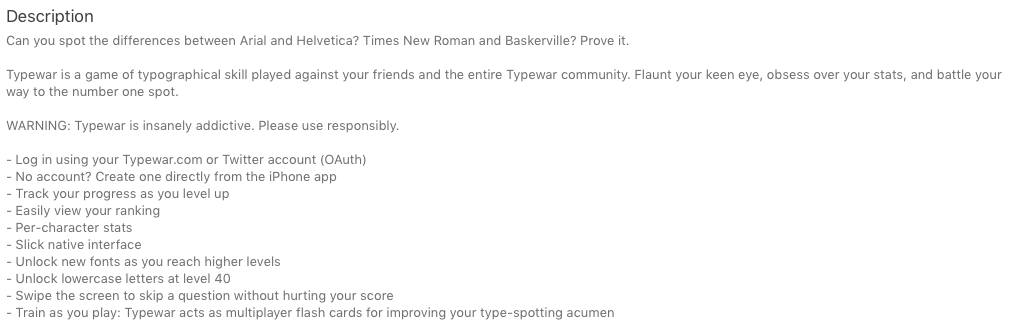 Description
Can you spot the differences between Arial and Helvetica? Times New Roman and Baskerville? Prove it.
Typewar is a game of typographical skill played against your friends and the entire Typewar community. Flaunt your keen eye, obsess over your stats, and battle your
way to the number one spot.
WARNING: Typewar is insanely addictive. Please use responsibly.
- Log in using your Typewar.com or Twitter account (OAuth)
- No account? Create one directly from the iPhone app
- Track your progress as you level up
- Easily view your ranking
- Per-character stats
- Slick native interface
- Unlock new fonts as you reach higher levels
- Unlock lowercase letters at level 40
- Swipe the screen to skip a question without hurting your score
- Train as you play: Typewar acts as multiplayer flash cards for improving your type-spotting acumen